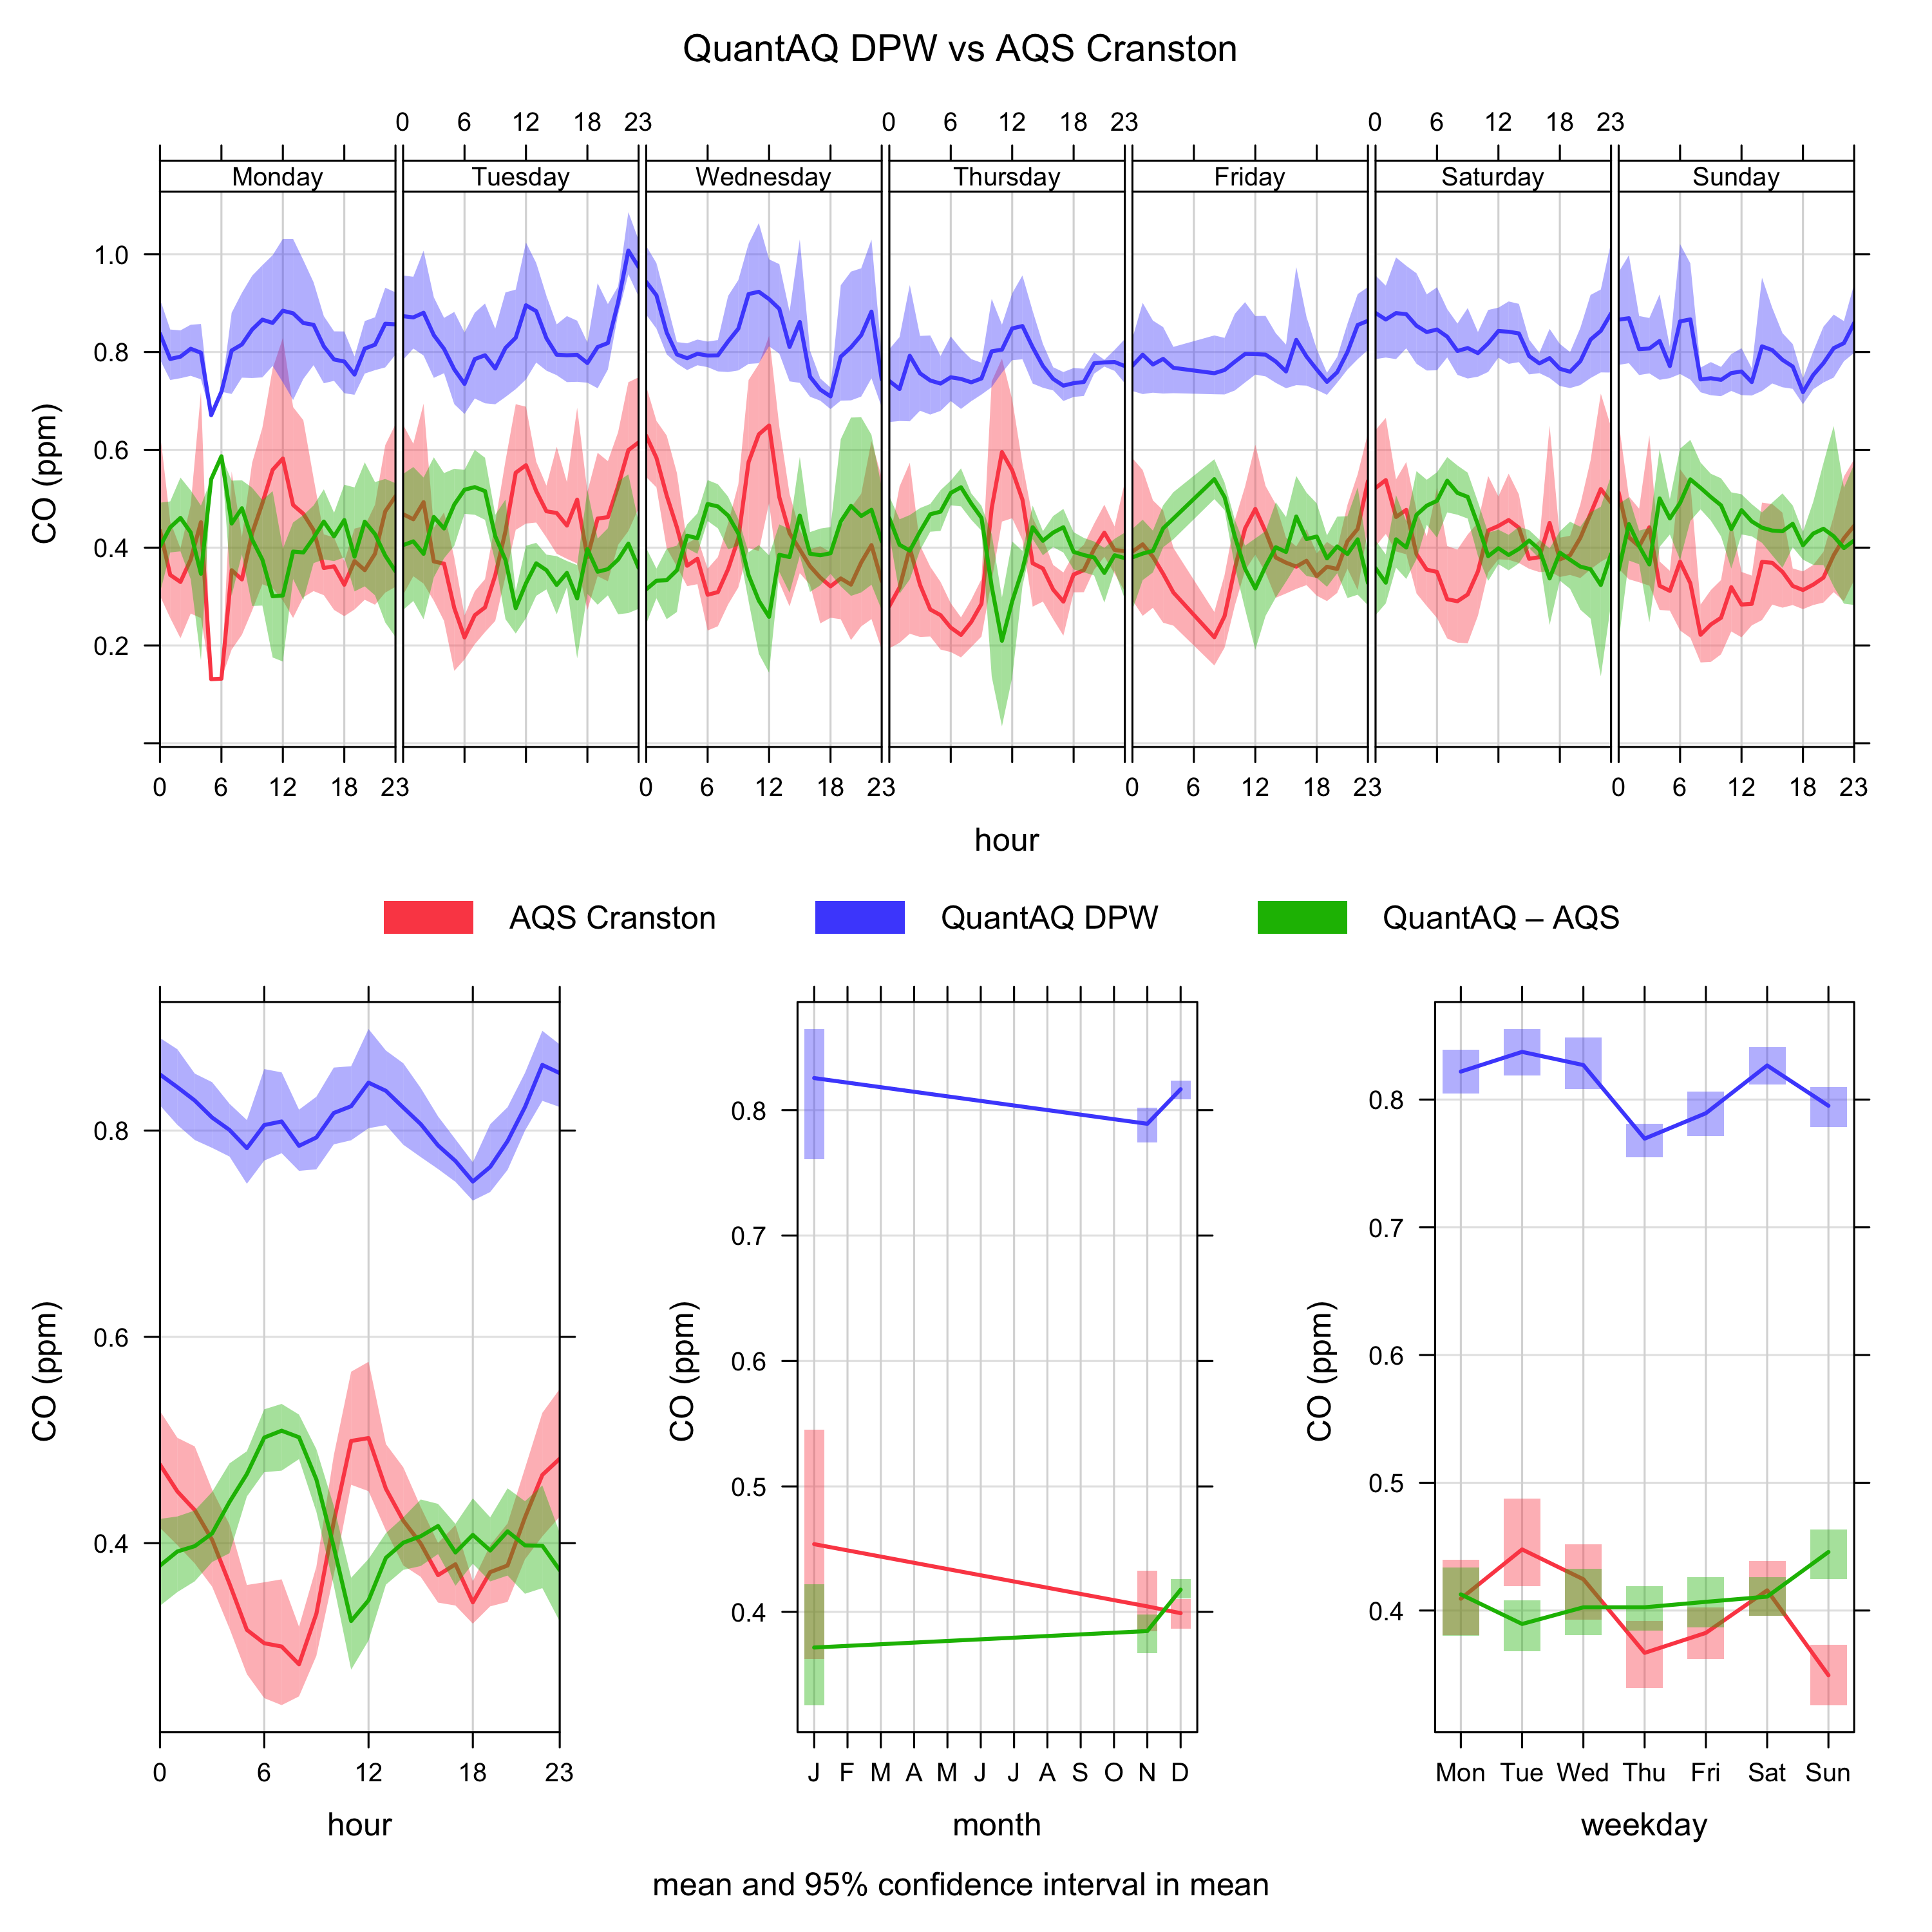 QuantAQ DPW vs AQS Cranston
0 6 12 18 23 0 6 12 18 23 0 6 12 18 23
Monday Tuesday Wednesday Thursday Friday Saturday Sunday
1.0
0.8
0.6
0.4
0.2
CO (ppm)
0 6 12 18 23 0 6 12 18 23 0 6 12 18 23 0 6 12 18 23
hour
AQS Cranston QuantAQ DPW QuantAQ – AQS
0.8
0.6
0.4
CO (ppm)
0 6 12 18 23
hour
0.8
0.7
0.6
0.5
0.4
CO (ppm)
J F M A M J J A S O N D
month
0.8
0.7
0.6
0.5
0.4
CO (ppm)
Mon Tue Wed Thu Fri Sat Sun
weekday
mean and 95% confidence interval in mean